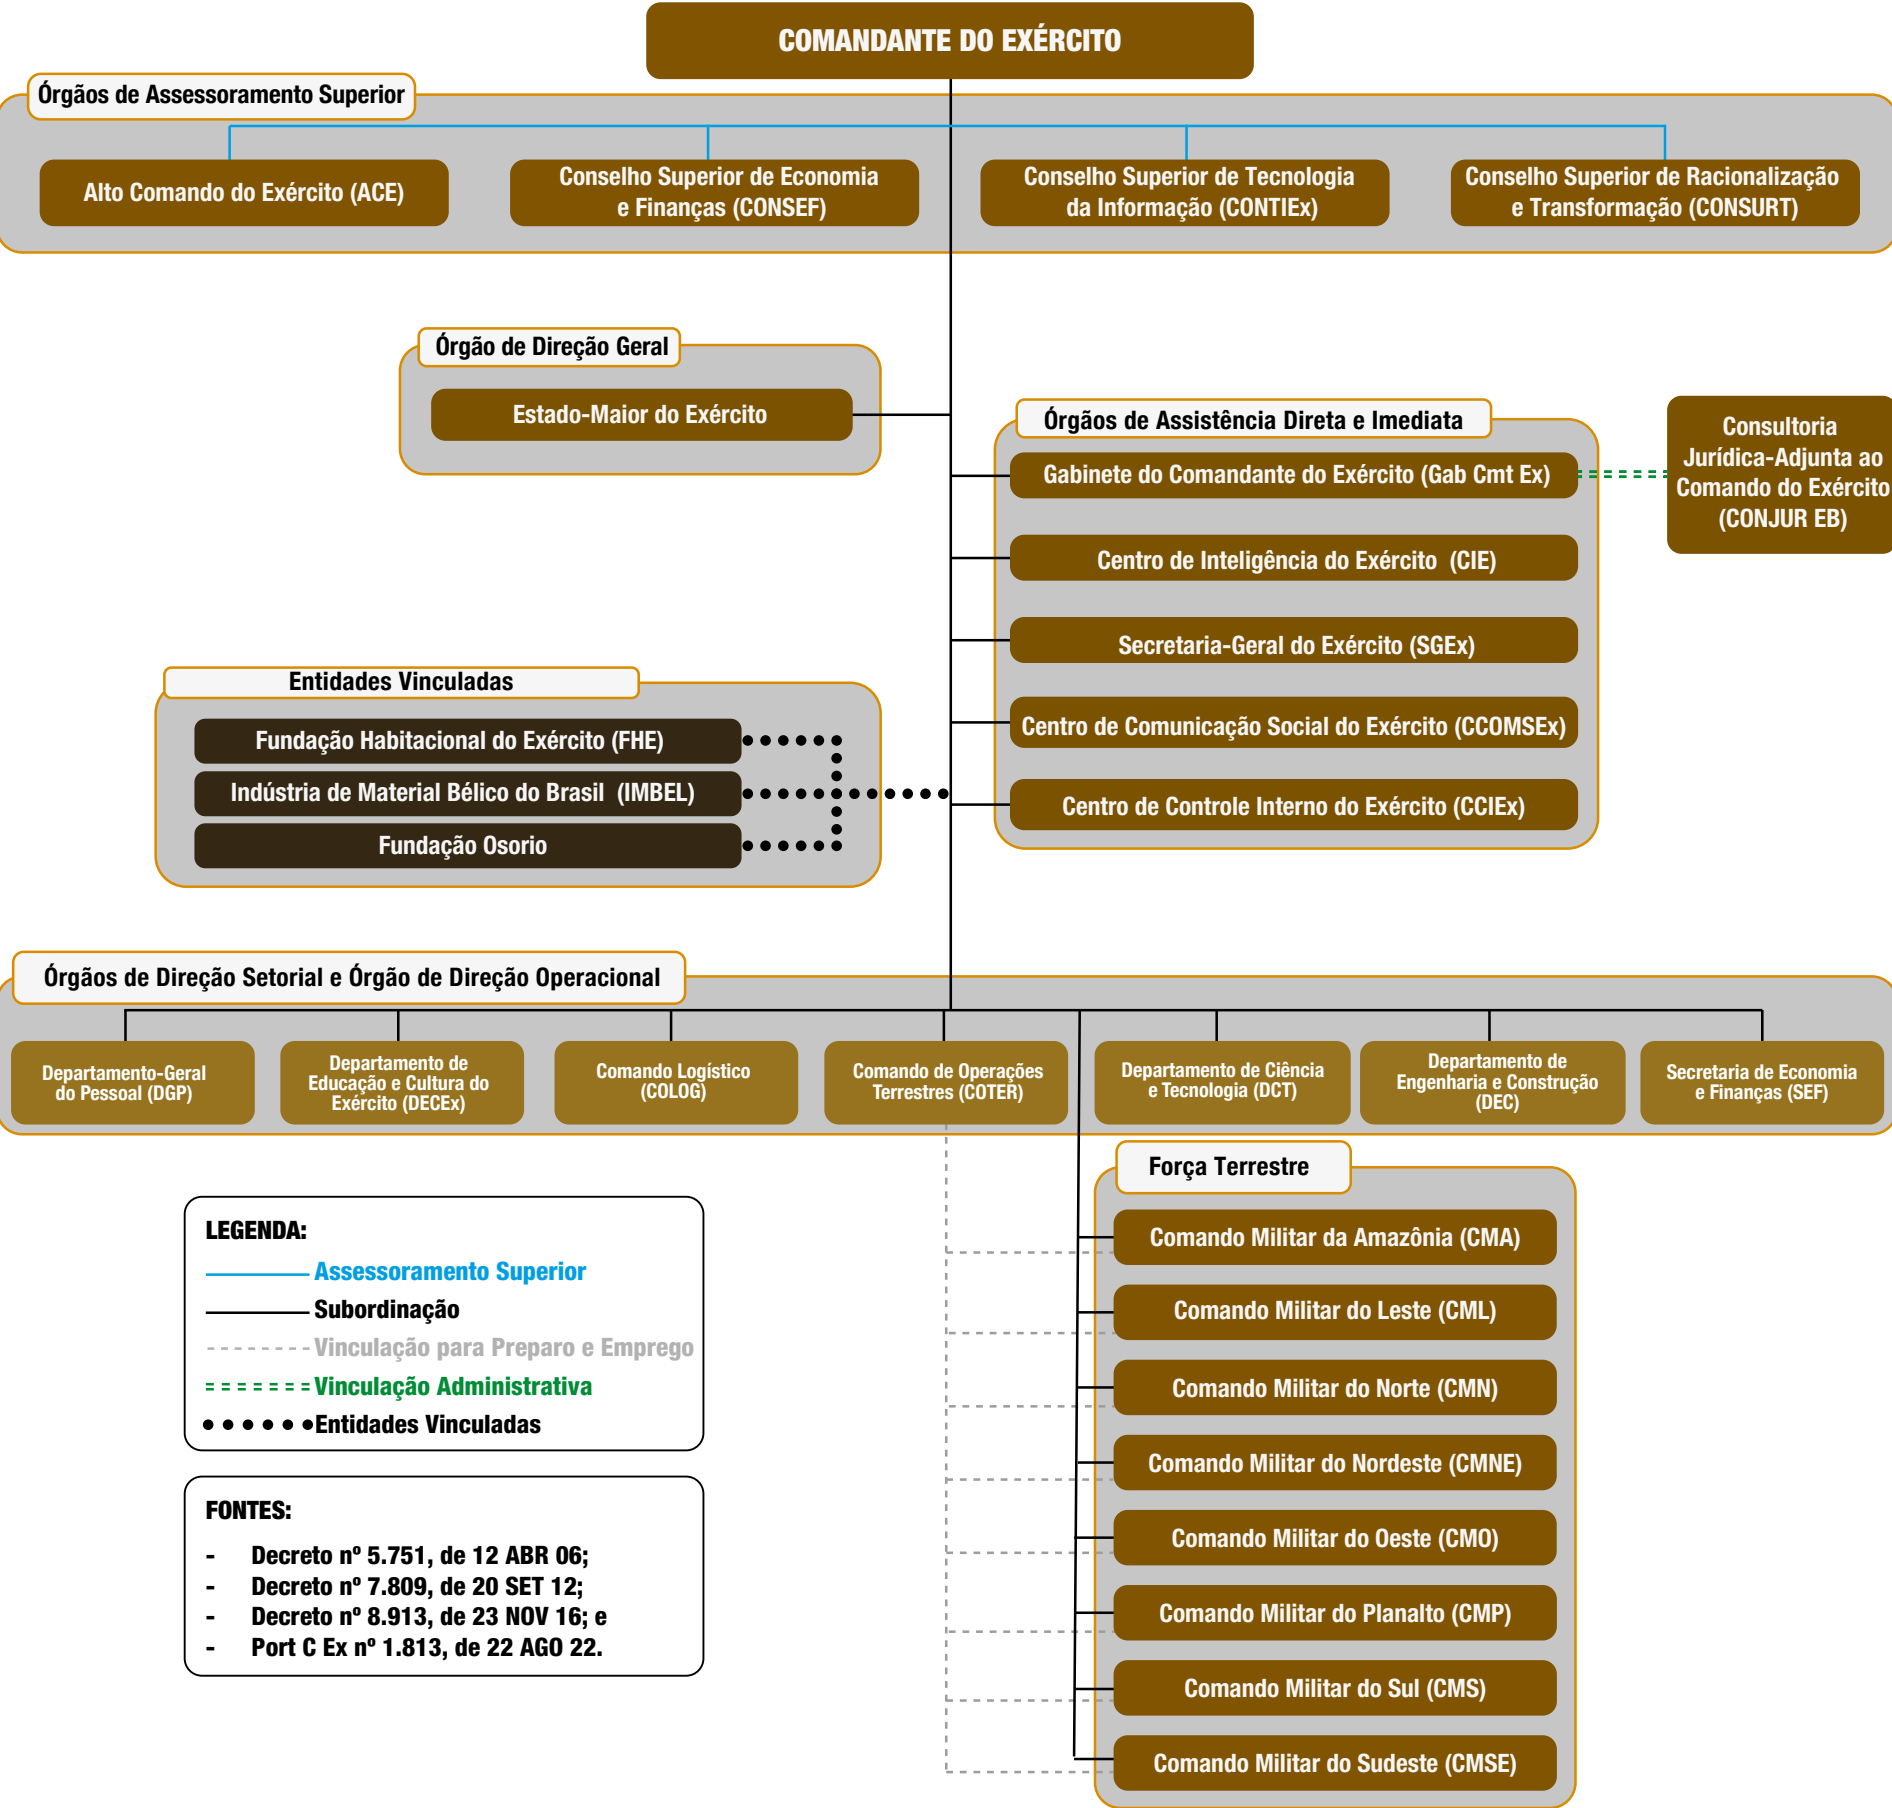 COMANDANTE DO EXÉRCITO
Órgãos de Assessoramento Superior
Alto Comando do Exército (ACE)
Conselho Superior de Economia
e Finanças (CONSEF)
Conselho Superior de Tecnologia
da Informação (CONTIEx)
Conselho Superior de Racionalização
e Transformação (CONSURT)
Órgão de Direção Geral
Estado-Maior do Exército
Órgãos de Assistência Direta e Imediata
Gabinete do Comandante do Exército (Gab Cmt Ex)
Centro de Inteligência do Exército (CIE)
Secretaria-Geral do Exército (SGEx)
Centro de Comunicação Social do Exército (CCOMSEx)
Centro de Controle Interno do Exército (CCIEx)
Consultoria
Jurídica-Adjunta ao
Comando do Exército
(CONJUR EB)
Entidades Vinculadas
Fundação Habitacional do Exército (FHE)
Indústria de Material Bélico do Brasil (IMBEL)
Fundação Osorio
Órgãos de Direção Setorial e Órgão de Direção Operacional
Departamento-Geral
do Pessoal (DGP)
Departamento de
Educação e Cultura do
Exército (DECEx)
Comando Logístico
(COLOG)
Comando de Operações
Terrestres (COTER)
Departamento de Ciência
e Tecnologia (DCT)
Departamento de
Engenharia e Construção
(DEC)
Secretaria de Economia
e Finanças (SEF)
Força Terrestre
Comando Militar da Amazônia (CMA)
Comando Militar do Leste (CML)
Comando Militar do Norte (CMN)
Comando Militar do Nordeste (CMNE)
Comando Militar do Oeste (CMO)
Comando Militar do Planalto (CMP)
Comando Militar do Sul (CMS)
Comando Militar do Sudeste (CMSE)
LEGENDA:
Assessoramento Superior
Subordinação
Vinculação para Preparo e Emprego
Vinculação Administrativa
Entidades Vinculadas
FONTES:
- Decreto nº 5.751, de 12 ABR 06;
- Decreto nº 7.809, de 20 SET 12;
- Decreto nº 8.913, de 23 NOV 16; e
- Port C Ex nº 1.813, de 22 AGO 22.